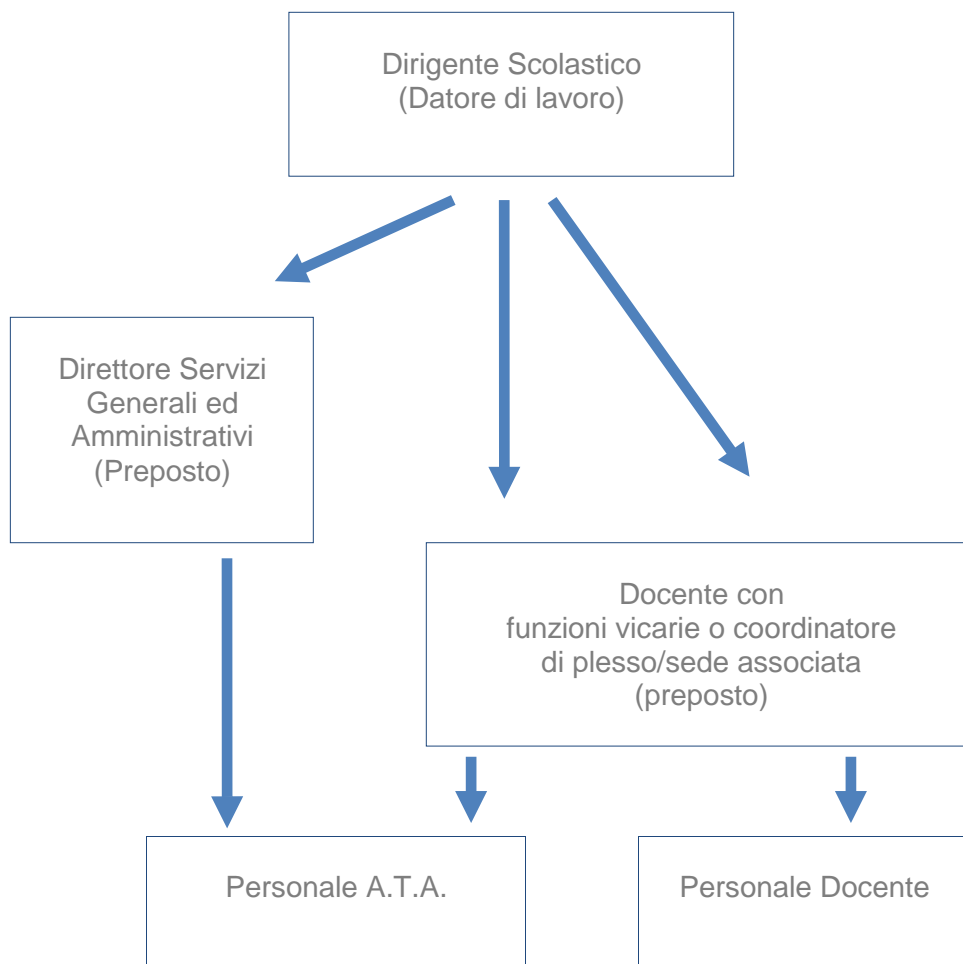 Dirigente Scolastico
(Datore di lavoro)
Direttore Servizi
Generali ed
Amministrativi
(Preposto)
Docente con
funzioni vicarie o coordinatore
di plesso/sede associata
(preposto)
Personale A.T.A.
Personale Docente